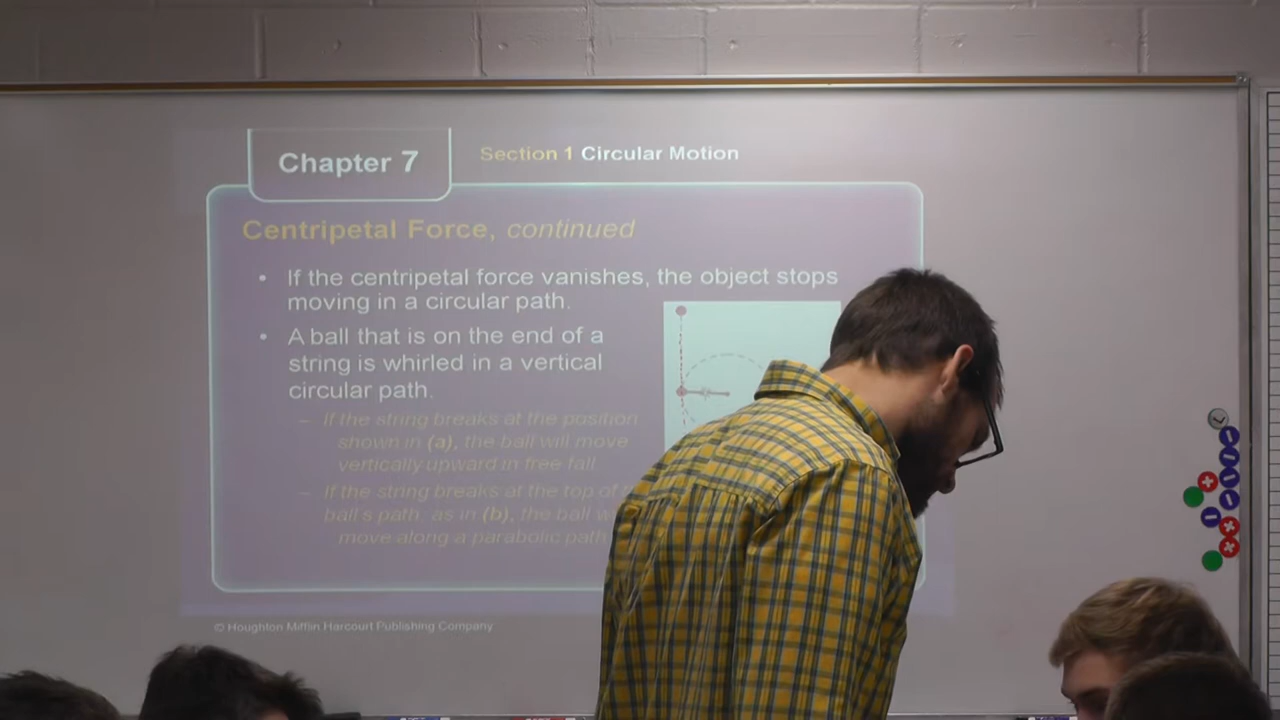 Chapter 7
Section 1 Circular Motion
Centripetal Force, continued
• If the centripetal force vanishes, the object stops
moving in a circular path.
• A ball that is on the end of a
string is whirled in a vertical
circular path.
– If the string breaks at the position
shown in (a), the ball will move
vertically upward in free fall.
– If the string breaks at the top of
ball's path, as in (b), the ball
move along a parabolic path
© Houghton Mifflin Harcourt Publishing Company